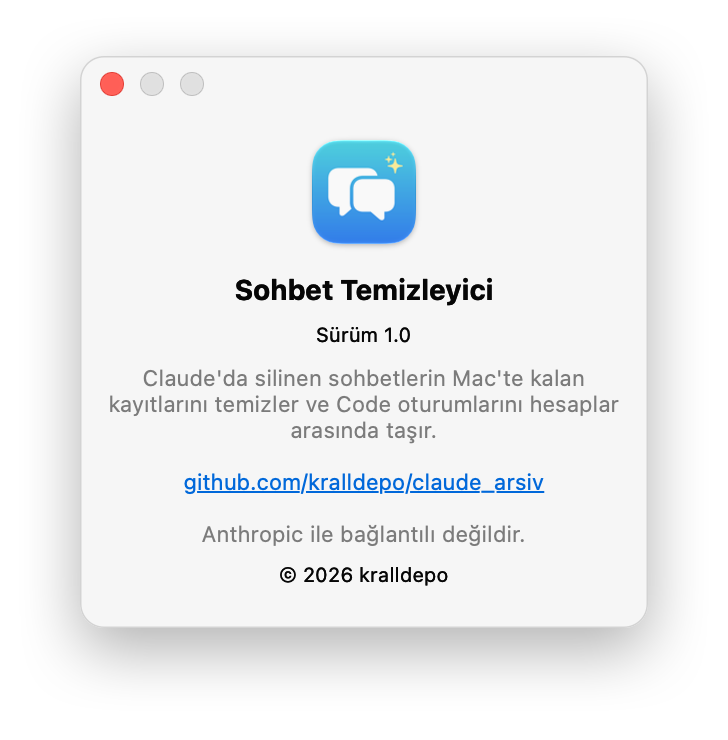 Sohbet Temizleyici
Sürüm 1.0
Claude'da silinen sohbetlerin Mac'te kalan
kayıtlarını temizler ve Code oturumlarını hesaplar
arasında taşır.
github.com/kralldepo/claude_arsiv
Anthropic ile bağlantılı değildir.
© 2026 kralldepo